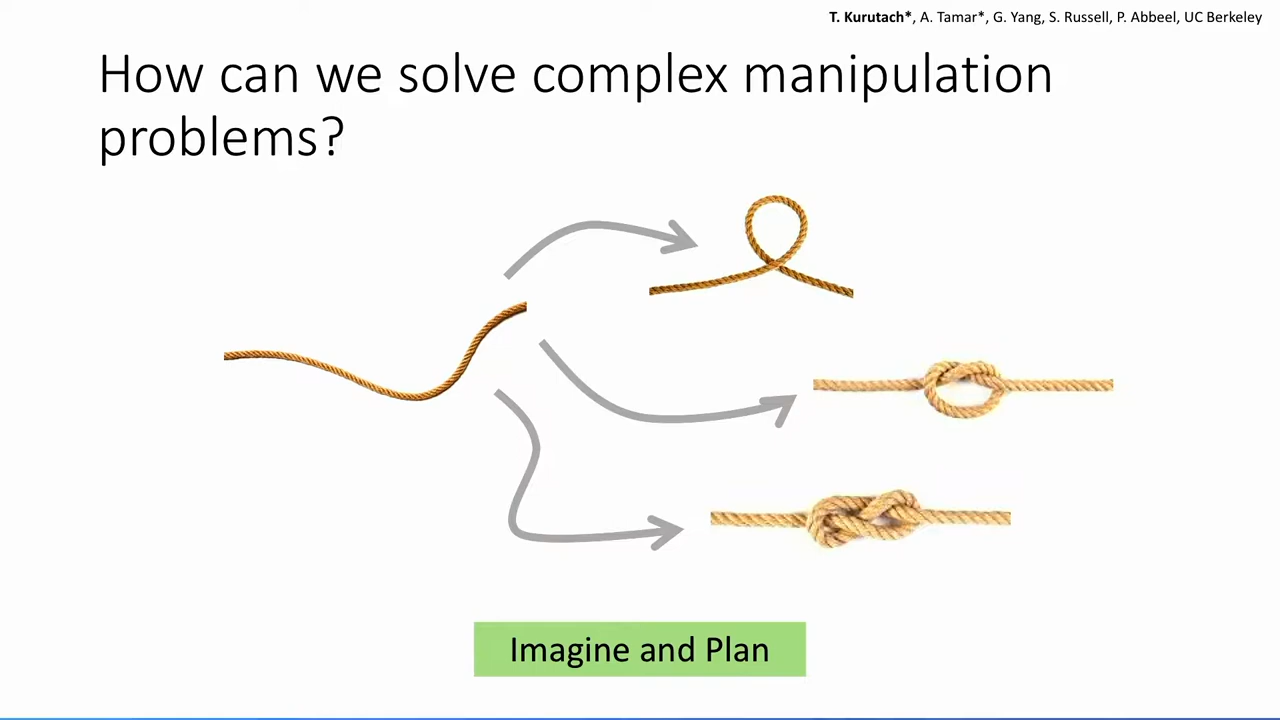 T. Kurutach*, A. Tamar*, G. Yang, S. Russell, P. Abbeel, UC Berkeley
How can we solve complex manipulation
problems?
Imagine and Plan